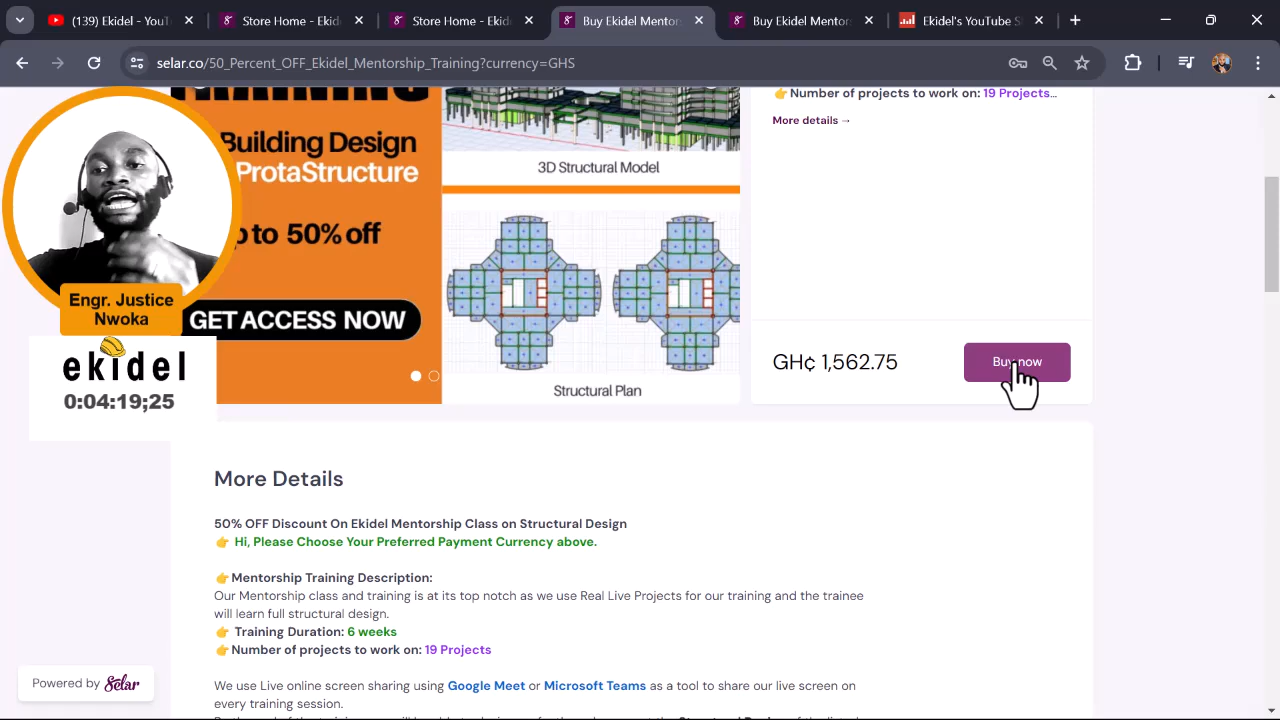 (139) Ekidel - YouT
Store Home - Ekide
Store Home - Ekida
Buy Ekidel Mentors
Buy Ekidel Mentor
Ekidel's YouTube S
selar.co/50_Percent_OFF_Ekidel_Mentorship_Training?currency=GHS
TRAINING
Building Design
ProtaStructure
to 50% off
GET ACCESS NOW
3D Structural Model
Structural Plan
Engr. Justice
Nwoka
ekidel
0:04:19;25
👉Number of projects to work on: 19 Projects…
More details →
GH¢ 1,562.75
Buy now
More Details
50% OFF Discount On Ekidel Mentorship Class on Structural Design
👉 Hi, Please Choose Your Preferred Payment Currency above.
👉Mentorship Training Description:
Our Mentorship class and training is at its top notch as we use Real Live Projects for our training and the trainee
will learn full structural design.
👉 Training Duration: 6 weeks
👉Number of projects to work on: 19 Projects
We use Live online screen sharing using Google Meet or Microsoft Teams as a tool to share our live screen on
every training session.
Powered by Selar